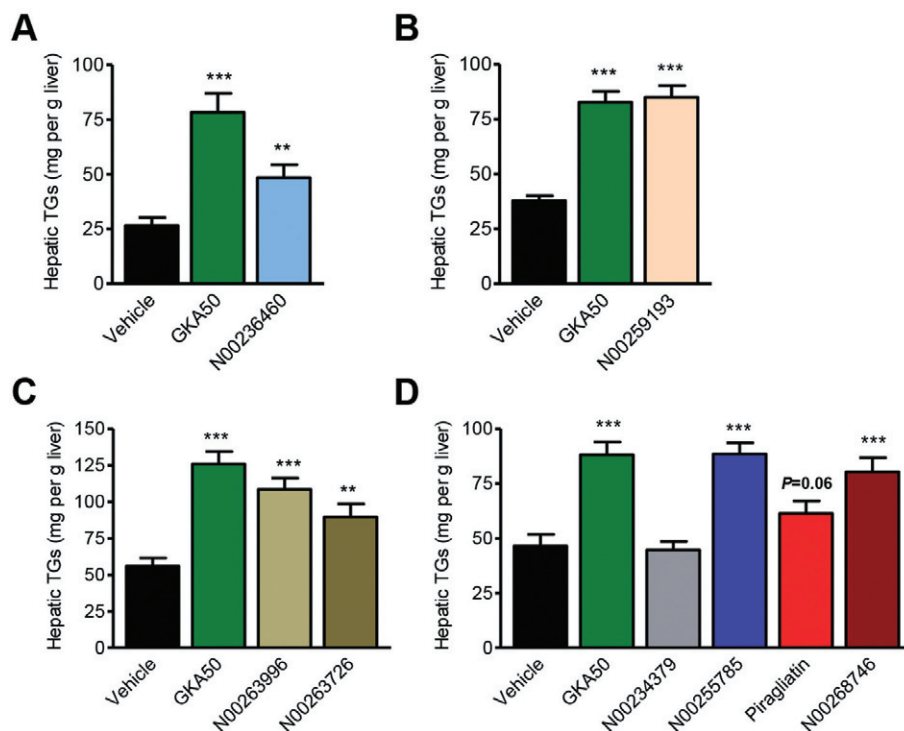 A
Hepatic TGs (mg per g liver)
100
75
50
25
0
***
**
Vehicle
GKA50
N00236460
B
Hepatic TGs (mg per g liver)
100
75
50
25
0
***
***
Vehicle
GKA50
N00259193
C
Hepatic TGs (mg per g liver)
150
125
100
75
50
25
0
***
***
**
Vehicle
GKA50
N00263996
N00263726
D
Hepatic TGs (mg per g liver)
100
75
50
25
0
***
***
P=0.06
***
Vehicle
GKA50
N00234379
N00255785
Piragliatin
N00268746